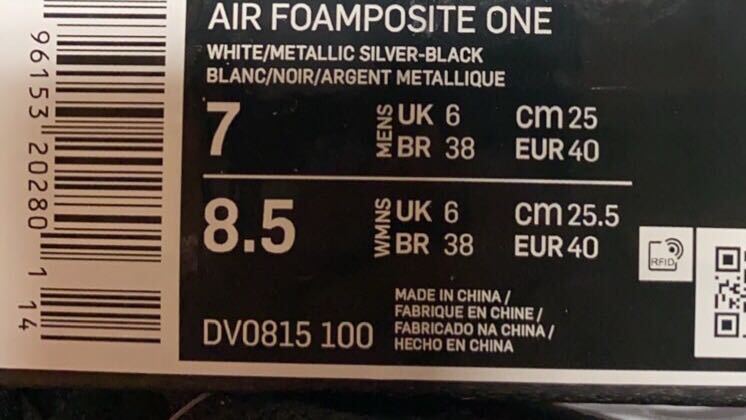 AIR FOAMPOSITE ONE
WHITE/METALLIC SILVER-BLACK
BLANC/NOIR/ARGENT METALLIQUE
7 MENS UK 6 cm 25
BR 38 EUR 40
8.5 WMNS UK 6 cm 25.5
BR 38 EUR 40
RFID
DV0815 100
MADE IN CHINA /
FABRIQUE EN CHINE /
FABRICADO NA CHINA /
HECHO EN CHINA
96153 20280 1 14